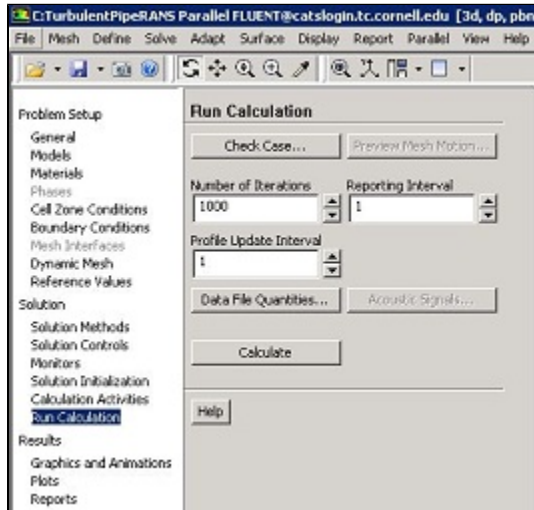 C:TurbulentPipeRANS Parallel FLUENT@catslogin.tc.cornell.edu [3d, dp, pbn
File Mesh Define Solve Adapt Surface Display Report Parallel View Help
Problem Setup
General
Models
Materials
Phases
Cell Zone Conditions
Boundary Conditions
Mesh Interfaces
Dynamic Mesh
Reference Values
Solution
Solution Methods
Solution Controls
Monitors
Solution Initialization
Calculation Activities
Run Calculation
Results
Graphics and Animations
Plots
Reports
Run Calculation
Check Case... Preview Mesh Motion...
Number of Iterations Reporting Interval
1000 1
Profile Update Interval
1
Data File Quantities... Acoustic Signals...
Calculate
Help